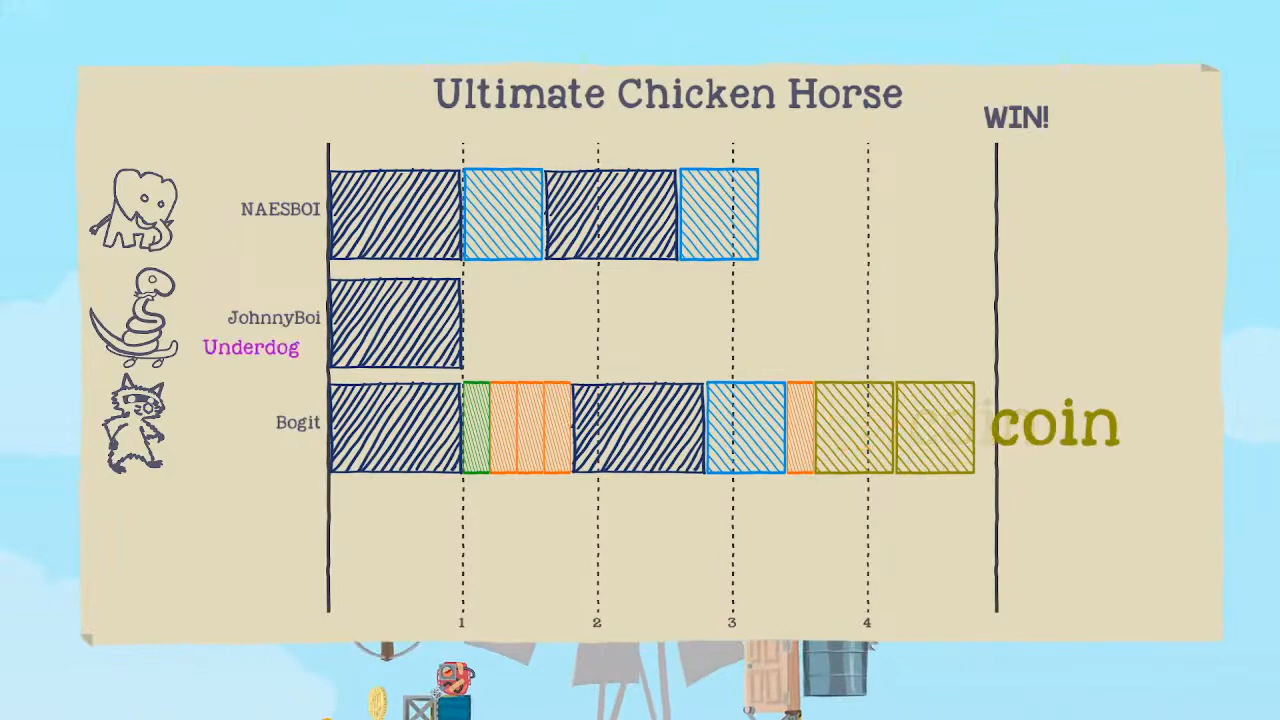 Ultimate Chicken Horse
WIN!
NAESBOI
JohnnyBoi
Underdog
Bogit
coin
1
2
3
4